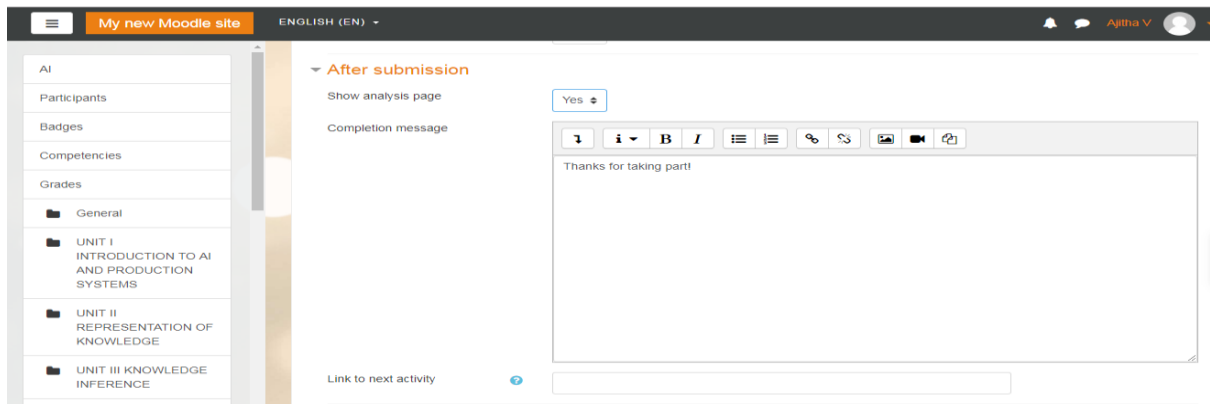 My new Moodle site
ENGLISH (EN)
Ajitha V
AI
Participants
Badges
Competencies
Grades
General
UNIT I
INTRODUCTION TO AI
AND PRODUCTION
SYSTEMS
UNIT II
REPRESENTATION OF
KNOWLEDGE
UNIT III KNOWLEDGE
INFERENCE
After submission
Show analysis page
Yes
Completion message
i B I
Thanks for taking part!
Link to next activity
?